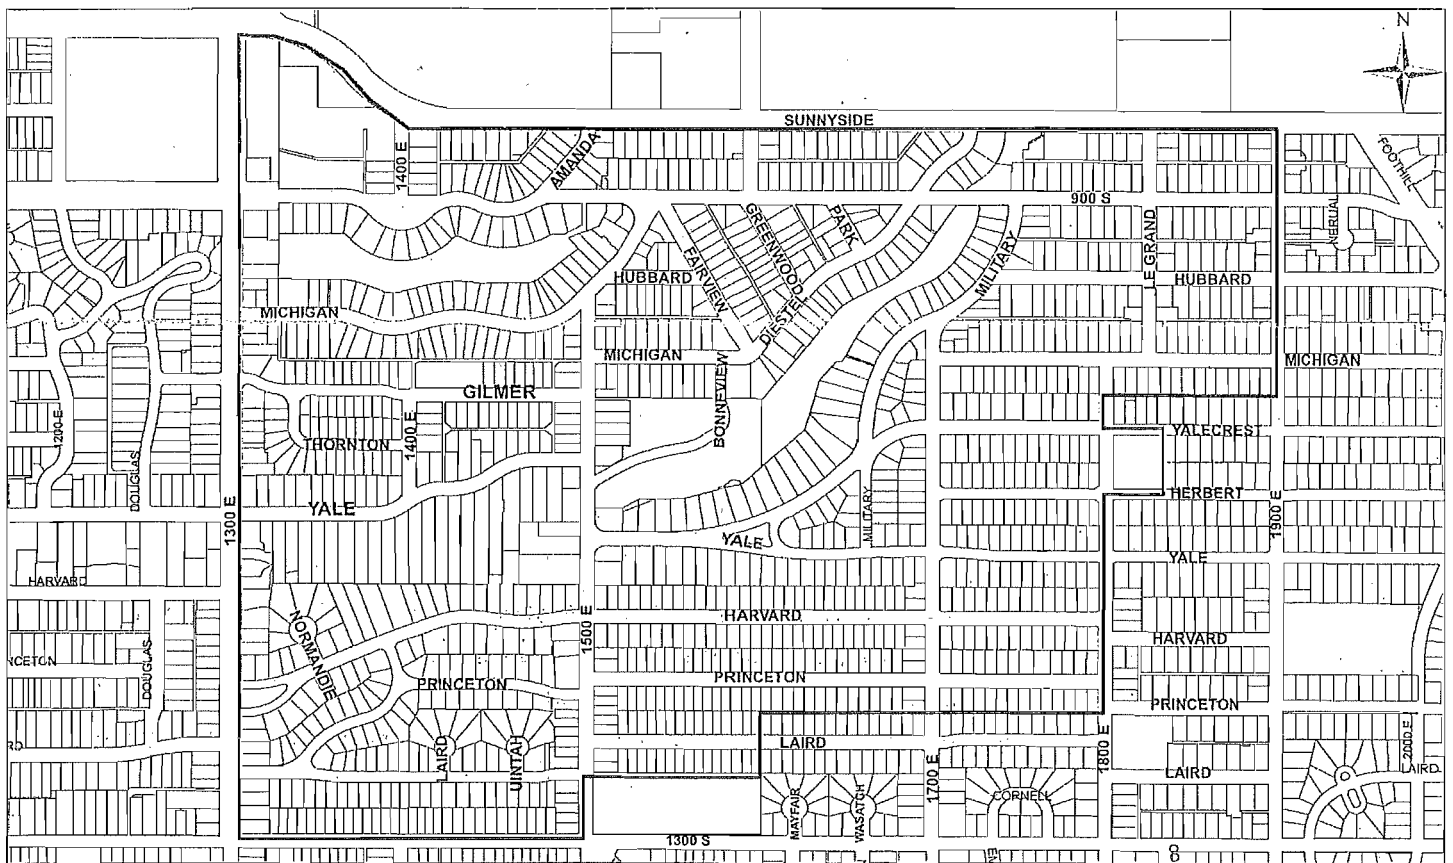 N
SUNNYSIDE
FOOTHILL
AMANDA
1400 E
900 S
GREENWOOD
PARK
LE GRAND
FAIRVIEW
MILITARY
HUBBARD
HUBBARD
MICHIGAN
DIESTEL
MICHIGAN
MICHIGAN
GILMER
BONNEVIEW
1200 E
THORNTON
1400 E
YALECREST
DOUGLAS
1300 E
YALE
MILITARY
HERBERT
1900 E
YALE
YALE
HARVARD
NORMANDIE
1500 E
HARVARD
HARVARD
DOUGLAS
NCETON
PRINCETON
PRINCETON
PRINCETON
LAIRD
UINTAH
LAIRD
1700 E
1800 E
2000 E
RD
LAIRD
LAIRD
MAYFAIR
WASATCH
CORNELL
1300 S